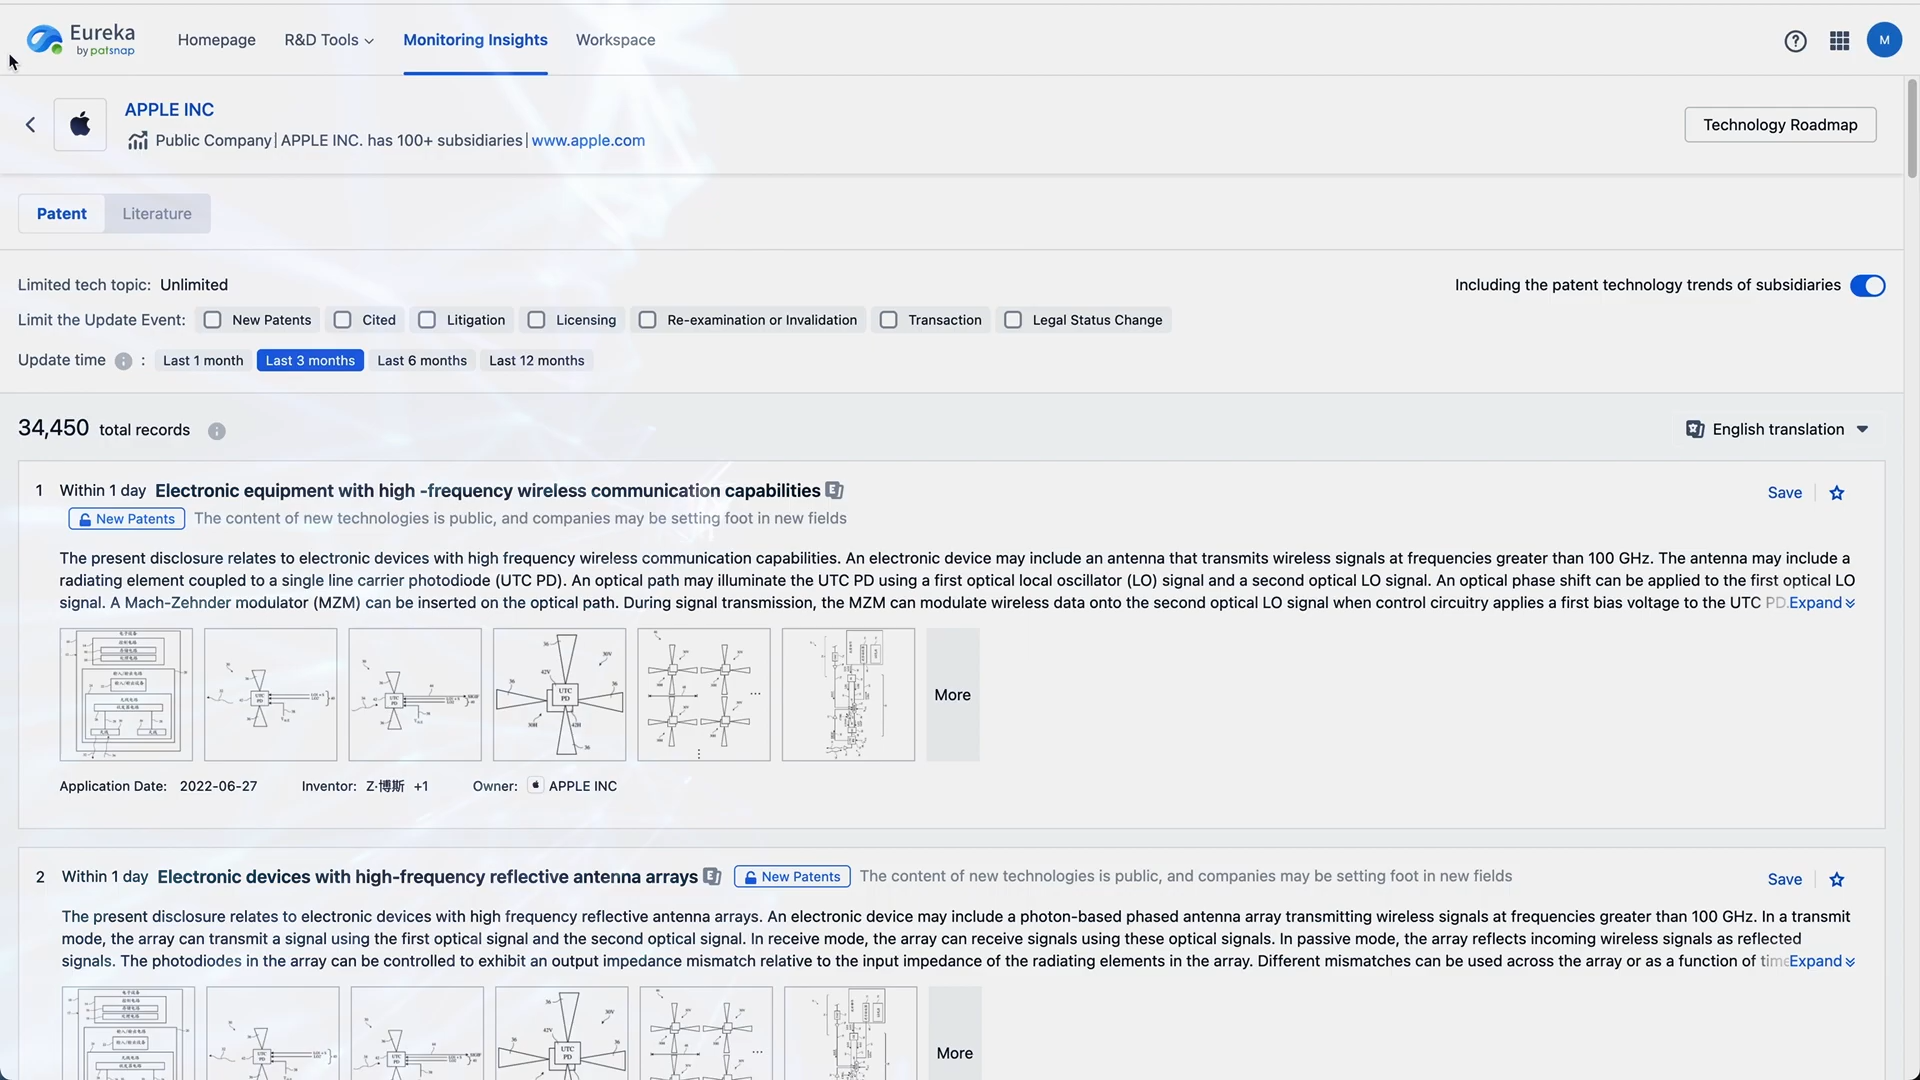 Eureka
by patsnap
Homepage
R&D Tools
Monitoring Insights
Workspace
M
APPLE INC
Public Company | APPLE INC. has 100+ subsidiaries | www.apple.com
Technology Roadmap
Patent
Literature
Limited tech topic: Unlimited
Including the patent technology trends of subsidiaries
Limit the Update Event: New Patents Cited Litigation Licensing Re-examination or Invalidation Transaction Legal Status Change
Update time : Last 1 month Last 3 months Last 6 months Last 12 months
34,450 total records
English translation
1 Within 1 day Electronic equipment with high -frequency wireless communication capabilities
Save
New Patents The content of new technologies is public, and companies may be setting foot in new fields
The present disclosure relates to electronic devices with high frequency wireless communication capabilities. An electronic device may include an antenna that transmits wireless signals at frequencies greater than 100 GHz. The antenna may include a
radiating element coupled to a single line carrier photodiode (UTC PD). An optical path may illuminate the UTC PD using a first optical local oscillator (LO) signal and a second optical LO signal. An optical phase shift can be applied to the first optical LO
signal. A Mach-Zehnder modulator (MZM) can be inserted on the optical path. During signal transmission, the MZM can modulate wireless data onto the second optical LO signal when control circuitry applies a first bias voltage to the UTC PD. Expand
UTC
PD
More
Application Date: 2022-06-27 Inventor: Z·博斯 +1 Owner: APPLE INC
2 Within 1 day Electronic devices with high-frequency reflective antenna arrays New Patents The content of new technologies is public, and companies may be setting foot in new fields
Save
The present disclosure relates to electronic devices with high frequency reflective antenna arrays. An electronic device may include a photon-based phased antenna array transmitting wireless signals at frequencies greater than 100 GHz. In a transmit
mode, the array can transmit a signal using the first optical signal and the second optical signal. In receive mode, the array can receive signals using these optical signals. In passive mode, the array reflects incoming wireless signals as reflected
signals. The photodiodes in the array can be controlled to exhibit an output impedance mismatch relative to the input impedance of the radiating elements in the array. Different mismatches can be used across the array or as a function of time Expand
UTC
PD
More